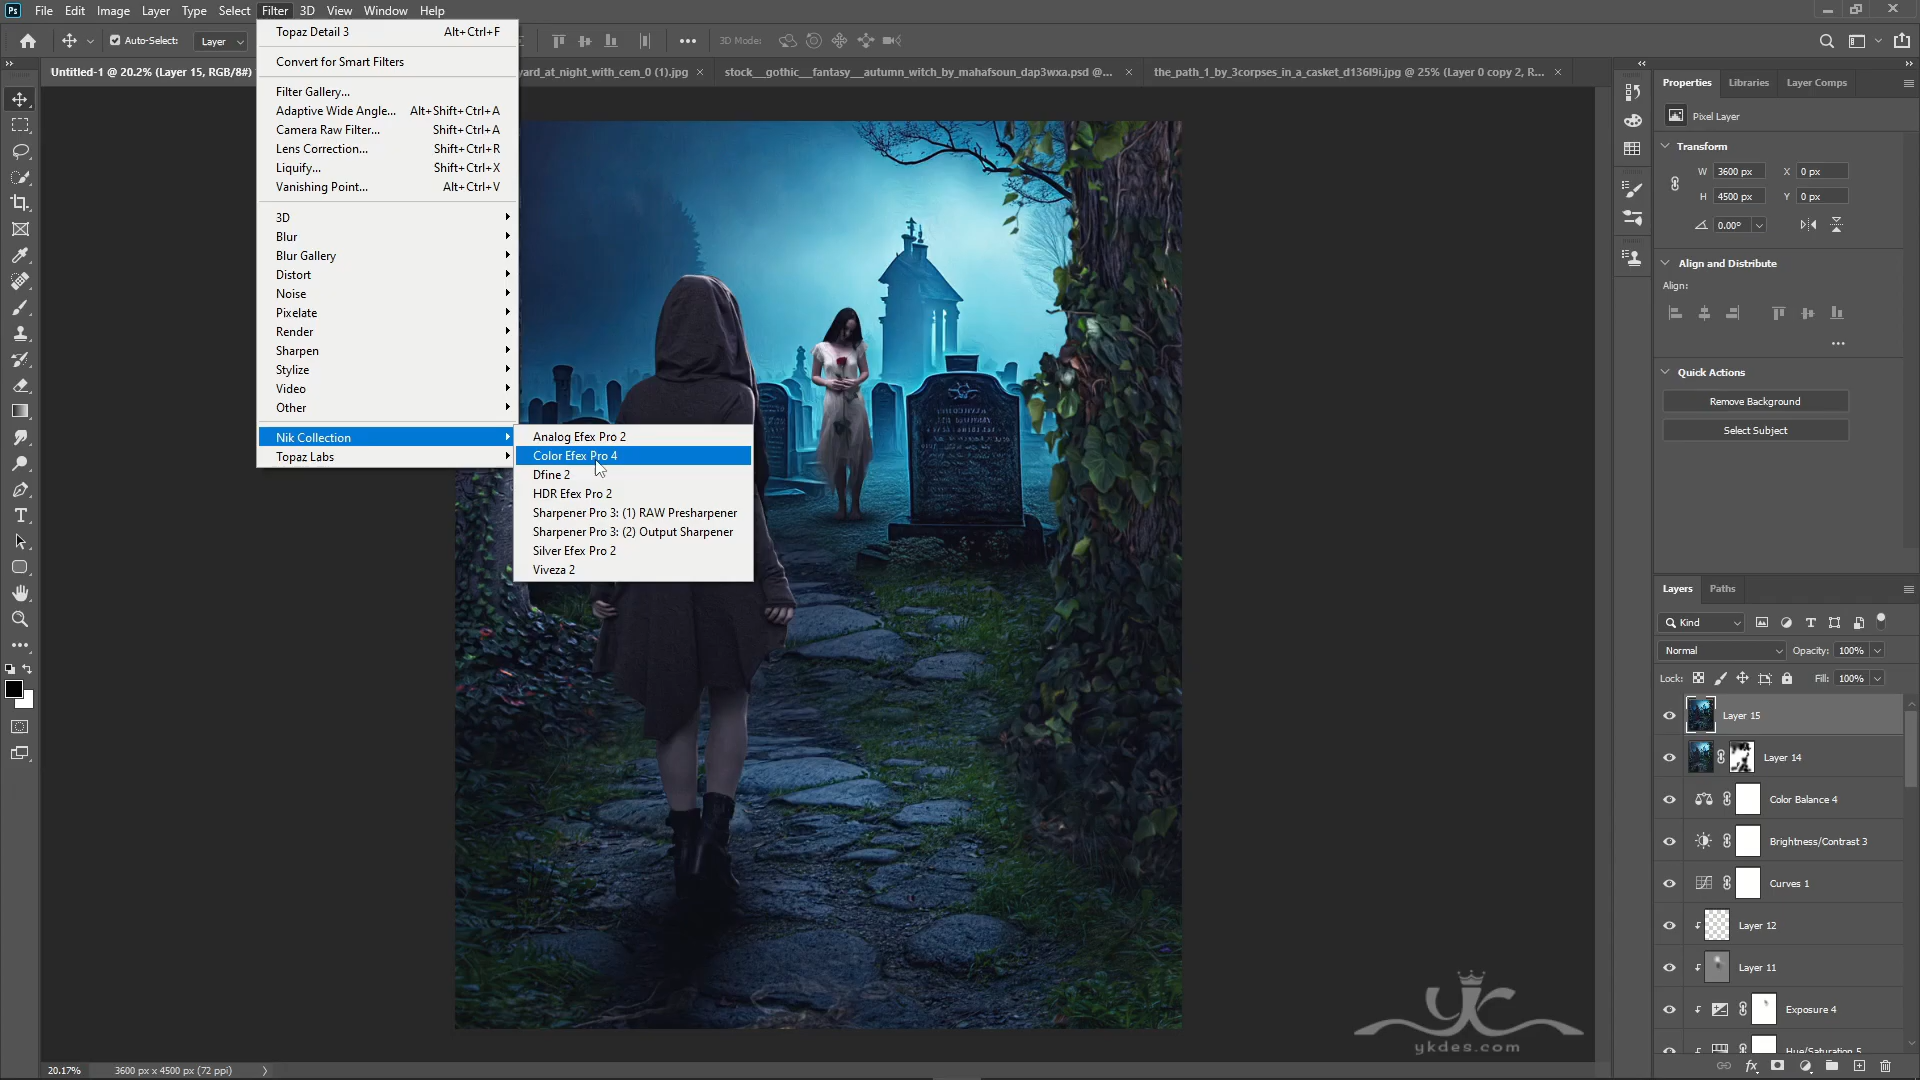 Ps File Edit Image Layer Type Select Filter 3D View Window Help
Auto-Select: Layer 3D Mode:
Untitled-1 @ 20.2% (Layer 15, RGB/8#) yard_at_night_with_cem_0 (1).jpg × stock__gothic__fantasy__autumn_witch_by_mahafsoun_dap3wxa.psd @... × the_path_1_by_3corpses_in_a_casket_d136l9i.jpg @ 25% (Layer 0 copy 2, R... ×
Topaz Detail 3 Alt+Ctrl+F
Convert for Smart Filters
Filter Gallery...
Adaptive Wide Angle... Alt+Shift+Ctrl+A
Camera Raw Filter... Shift+Ctrl+A
Lens Correction... Shift+Ctrl+R
Liquify... Shift+Ctrl+X
Vanishing Point... Alt+Ctrl+V
3D
Blur
Blur Gallery
Distort
Noise
Pixelate
Render
Sharpen
Stylize
Video
Other
Nik Collection
Topaz Labs
Analog Efex Pro 2
Color Efex Pro 4
Dfine 2
HDR Efex Pro 2
Sharpener Pro 3: (1) RAW Presharpener
Sharpener Pro 3: (2) Output Sharpener
Silver Efex Pro 2
Viveza 2
Properties Libraries Layer Comps
Pixel Layer
Transform
W 3600 px X 0 px
H 4500 px Y 0 px
0.00°
Align and Distribute
Align:
Quick Actions
Remove Background
Select Subject
Layers Paths
Kind
Normal Opacity: 100%
Lock: Fill: 100%
Layer 15
Layer 14
Color Balance 4
Brightness/Contrast 3
Curves 1
Layer 12
Layer 11
Exposure 4
Hue/Saturation 5
yk
ykdes.com
20.17% 3600 px x 4500 px (72 ppi)